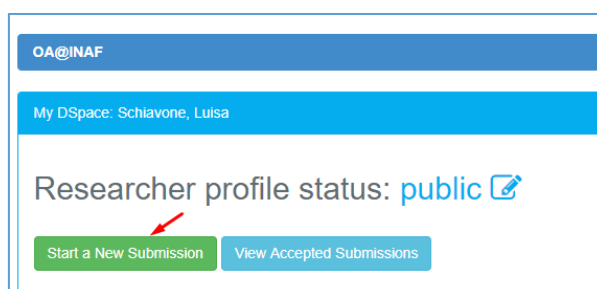 OA@INAF
My DSpace: Schiavone, Luisa
Researcher profile status: public
Start a New Submission View Accepted Submissions